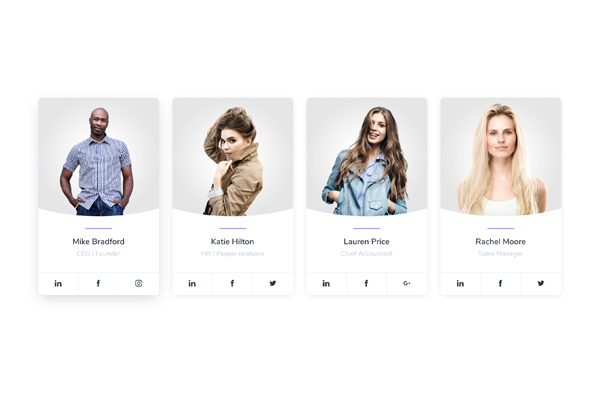 Mike Bradford
CEO / Founder
in
f
Katie Hilton
HR / People relations
in
f
Lauren Price
Chief Accountant
in
f
G+
Rachel Moore
Sales Manager
in
f